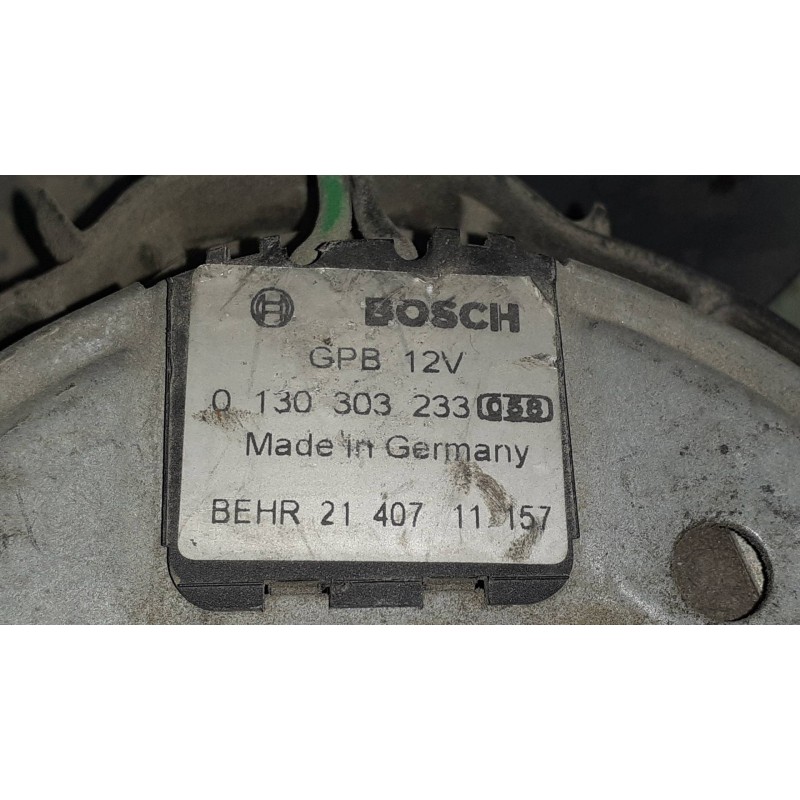 BOSCH
GPB 12V
0 130 303 233 038
Made in Germany
BEHR 21 407 11 157